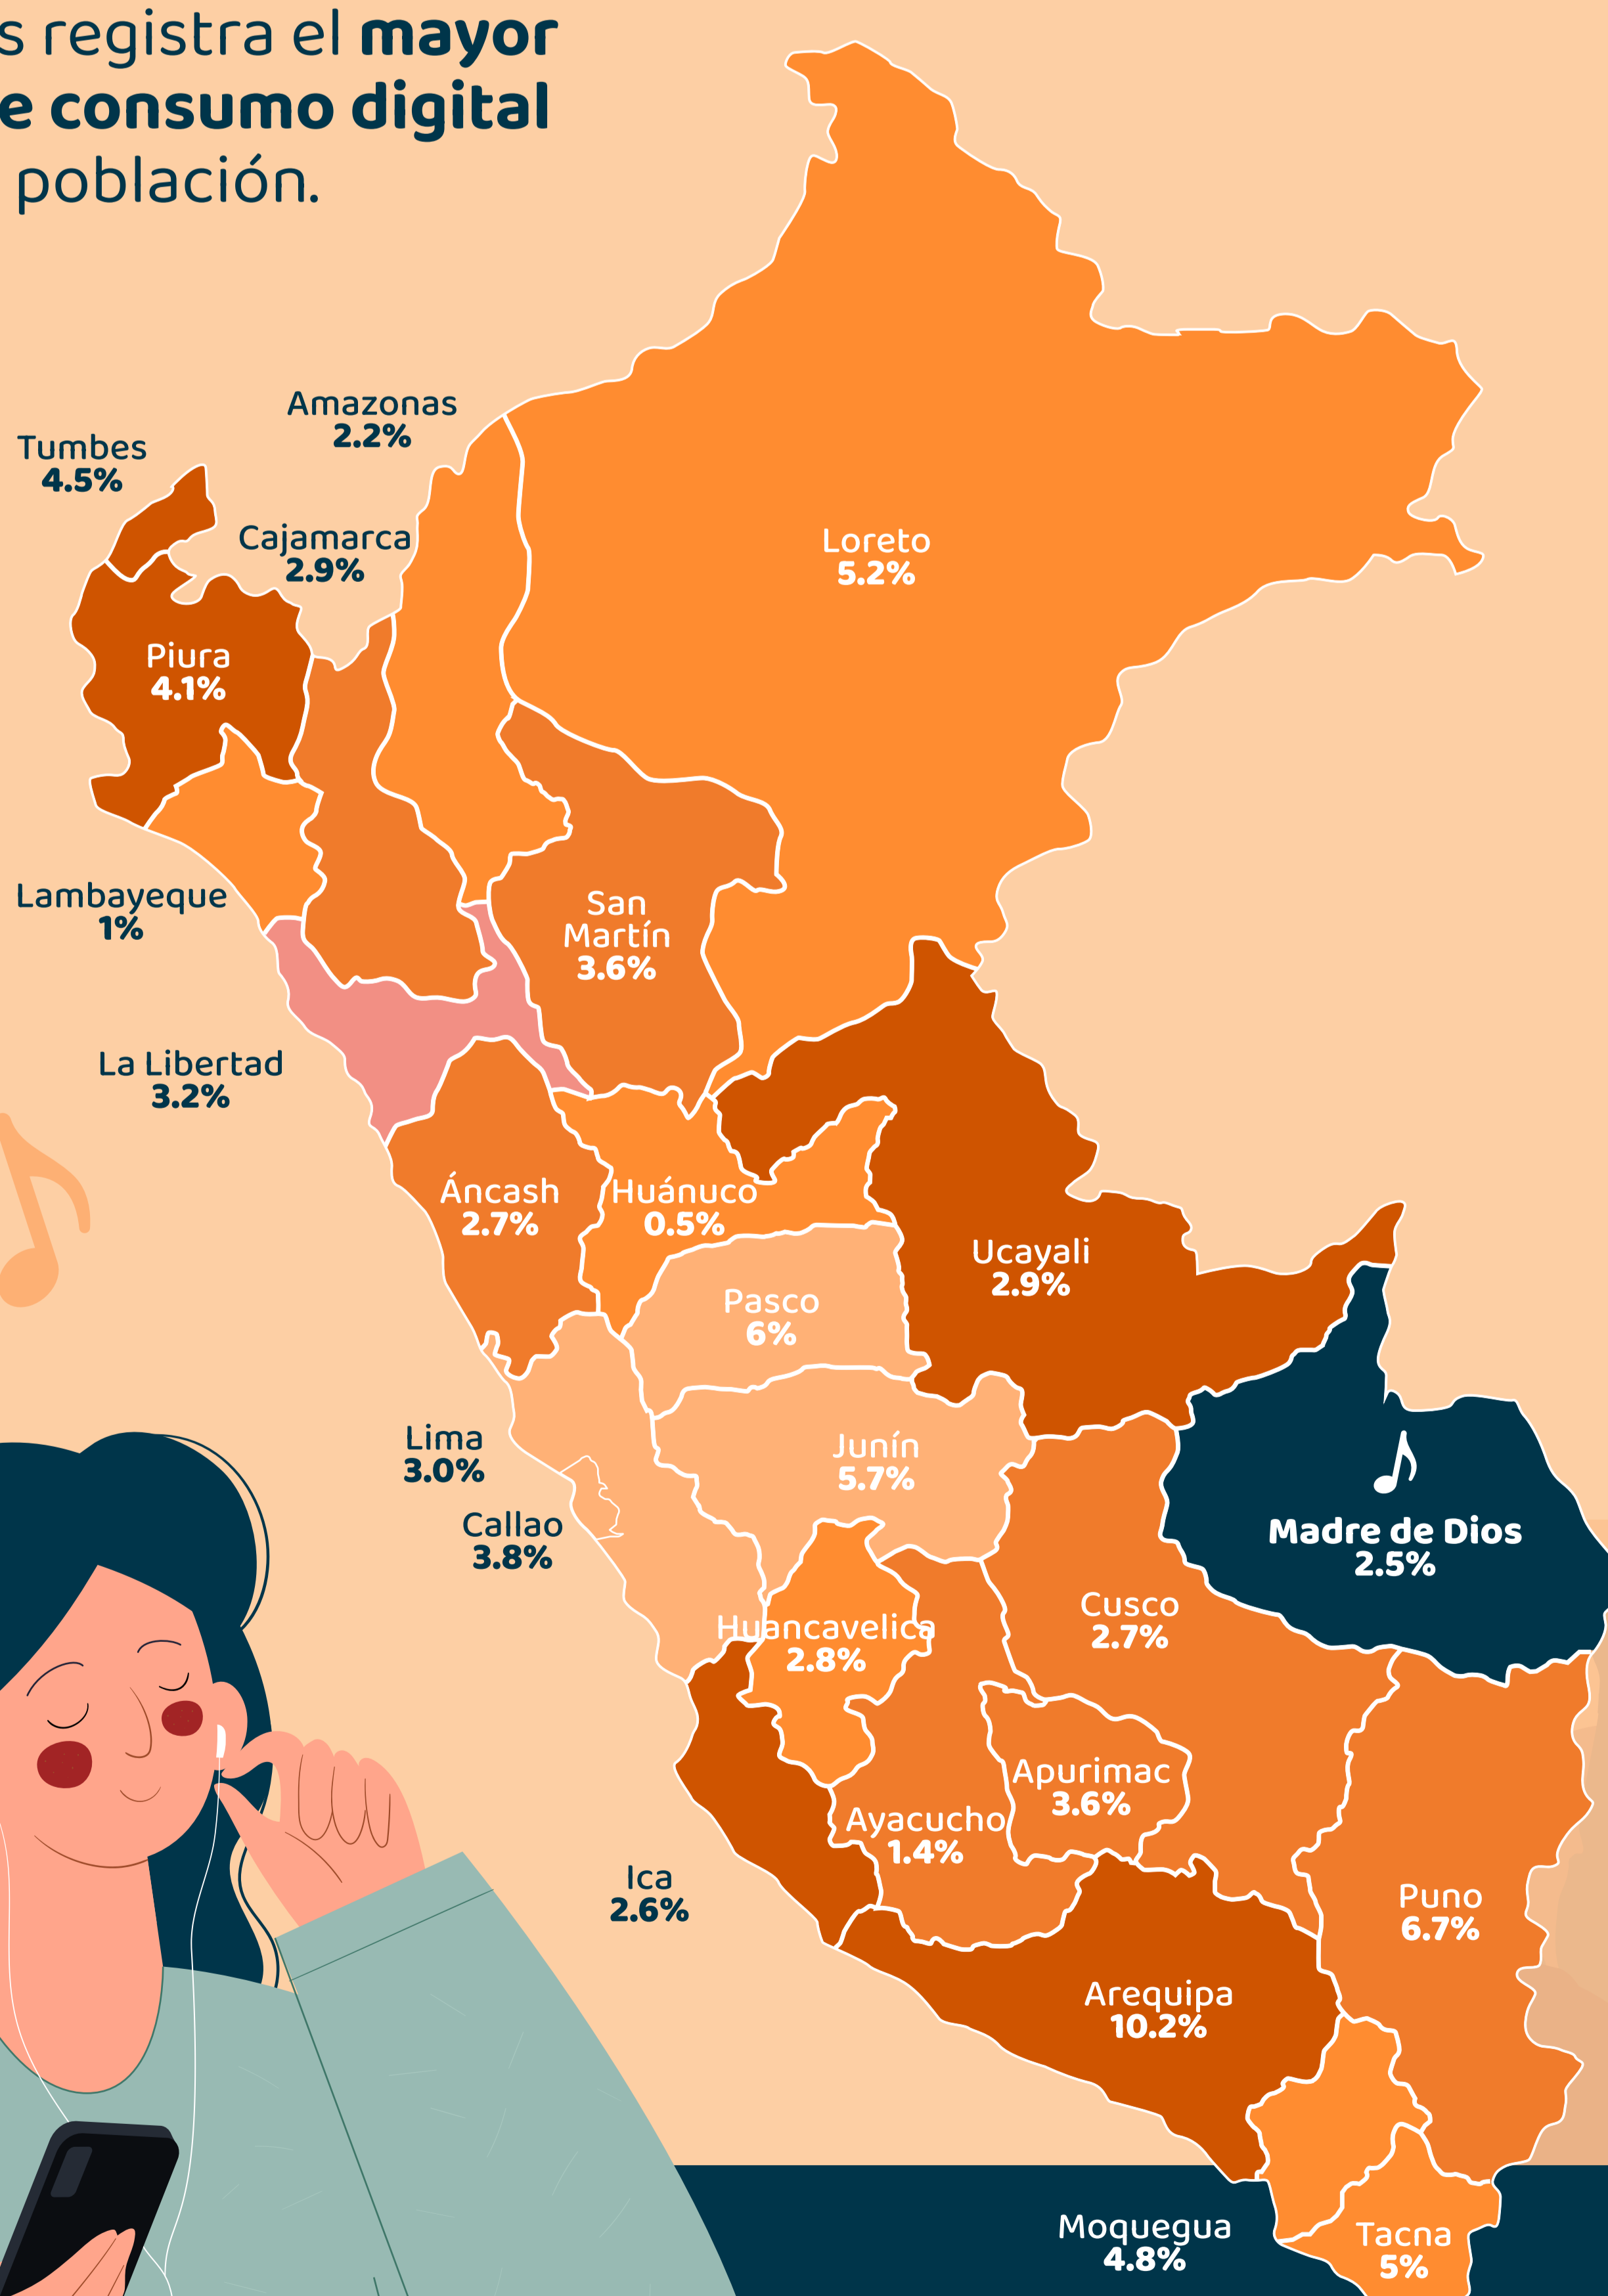 s registra el mayor
e consumo digital
población.
Amazonas
2.2%
Tumbes
4.5%
Cajamarca
2.9%
Loreto
5.2%
Piura
4.1%
Lambayeque
1%
San
Martín
3.6%
La Libertad
3.2%
Áncash
2.7%
Huánuco
0.5%
Ucayali
2.9%
Pasco
6%
Lima
3.0%
Junín
5.7%
Callao
3.8%
Madre de Dios
2.5%
Huancavelica
2.8%
Cusco
2.7%
Apurimac
3.6%
Ayacucho
1.4%
Ica
2.6%
Puno
6.7%
Arequipa
10.2%
Moquegua
4.8%
Tacna
5%